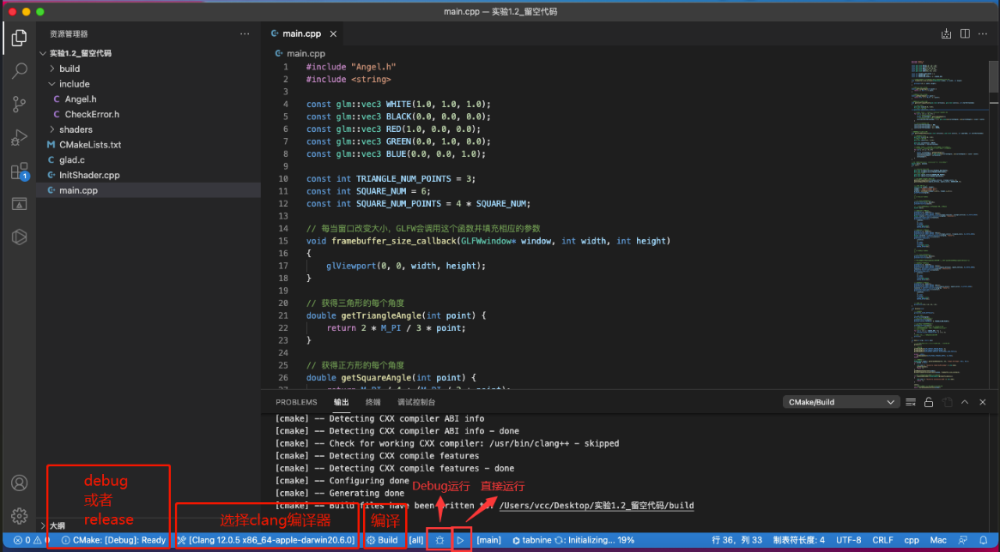 main.cpp — 实验1.2_留空代码
资源管理器
实验1.2_留空代码
build
include
C Angel.h
C CheckError.h
shaders
M CMakeLists.txt
C glad.c
InitShader.cpp
main.cpp
1
大纲
main.cpp
main.cpp
1 #include "Angel.h"
2 #include <string>
3
4 const glm::vec3 WHITE(1.0, 1.0, 1.0);
5 const glm::vec3 BLACK(0.0, 0.0, 0.0);
6 const glm::vec3 RED(1.0, 0.0, 0.0);
7 const glm::vec3 GREEN(0.0, 1.0, 0.0);
8 const glm::vec3 BLUE(0.0, 0.0, 1.0);
9
10 const int TRIANGLE_NUM_POINTS = 3;
11 const int SQUARE_NUM = 6;
12 const int SQUARE_NUM_POINTS = 4 * SQUARE_NUM;
13
14 // 每当窗口改变大小，GLFW会调用这个函数并填充相应的参数
15 void framebuffer_size_callback(GLFWwindow* window, int width, int height)
16 {
17 glViewport(0, 0, width, height);
18 }
19
20 // 获得三角形的每个角度
21 double getTriangleAngle(int point) {
22 return 2 * M_PI / 3 * point;
23 }
24
25 // 获得正方形的每个角度
26 double getSquareAngle(int point) {
PROBLEMS 输出 终端 调试控制台
CMake/Build
[cmake] -- Detecting CXX compiler ABI info
[cmake] -- Detecting CXX compiler ABI info - done
[cmake] -- Check for working CXX compiler: /usr/bin/clang++ - skipped
[cmake] -- Detecting CXX compile features
[cmake] -- Detecting CXX compile features - done
[cmake] -- Configuring done
[cmake] -- Generating done
[cmake] -- Build files have been written to: /Users/vcc/Desktop/实验1.2_留空代码/build
debug
或者
release
选择clang编译器
编译
Debug运行
直接运行
0 0 CMake: [Debug]: Ready [Clang 12.0.5 x86_64-apple-darwin20.6.0] Build [all] [main] tabnine : Initializing... 19% 行 36，列 33 制表符长度: 4 UTF-8 CRLF cpp Mac